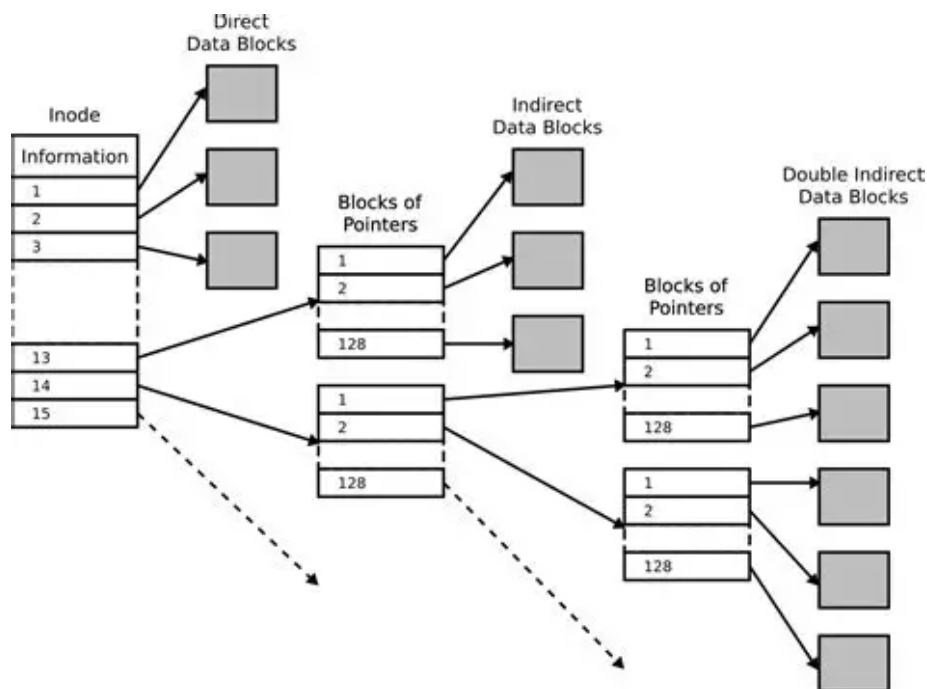 Direct
Data Blocks
Inode
Information
1
2
3
13
14
15
Blocks of
Pointers
1
2
128
1
2
128
Indirect
Data Blocks
Blocks of
Pointers
1
2
128
1
2
128
Double Indirect
Data Blocks